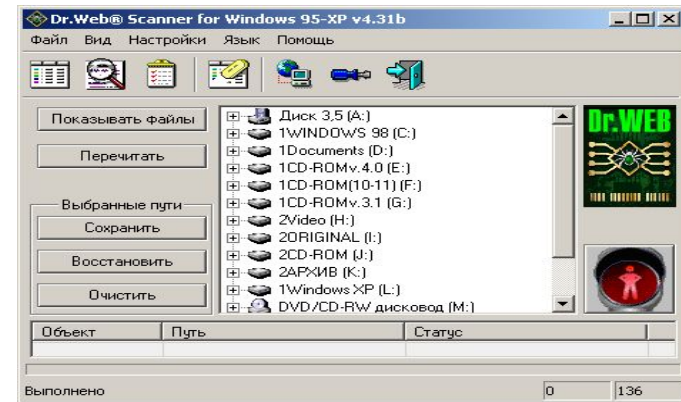 Dr.Web® Scanner for Windows 95-XP v4.31b
Файл Вид Настройки Язык Помощь
Показывать файлы
Перечитать
Выбранные пути
Сохранить
Восстановить
Очистить
Диск 3,5 (A:)
1WINDOWS 98 (C:)
1Documents (D:)
1CD-ROMv.4.0 (E:)
1CD-ROM(10-11) (F:)
1CD-ROMv.3.1 (G:)
2Video (H:)
2ORIGINAL (I:)
2CD-ROM (J:)
2АРХИВ (K:)
1Windows XP (L:)
DVD/CD-RW дисковод (M:)
Dr.WEB
Объект Путь Статус
Выполнено 0 136